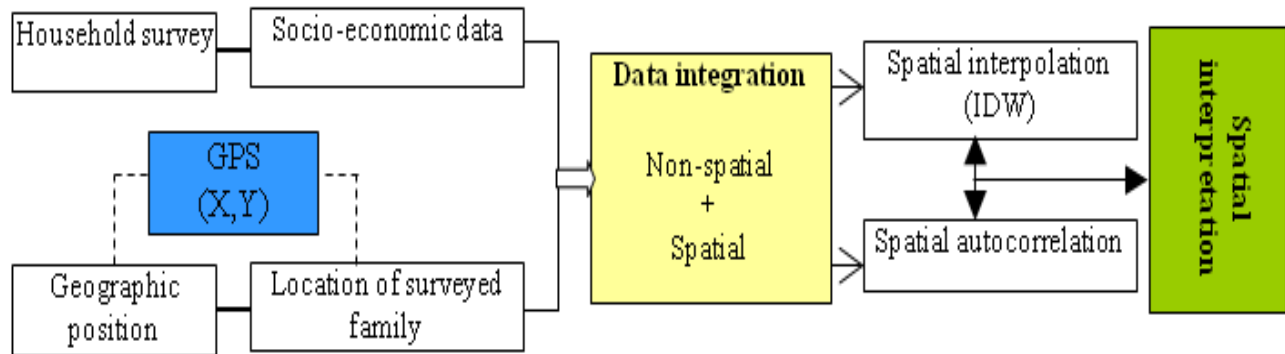 Household survey
Socio-economic data
GPS
(X,Y)
Geographic
position
Location of surveyed
family
Data integration
Non-spatial
+
Spatial
Spatial interpolation
(IDW)
Spatial autocorrelation
Spatial
interpretation